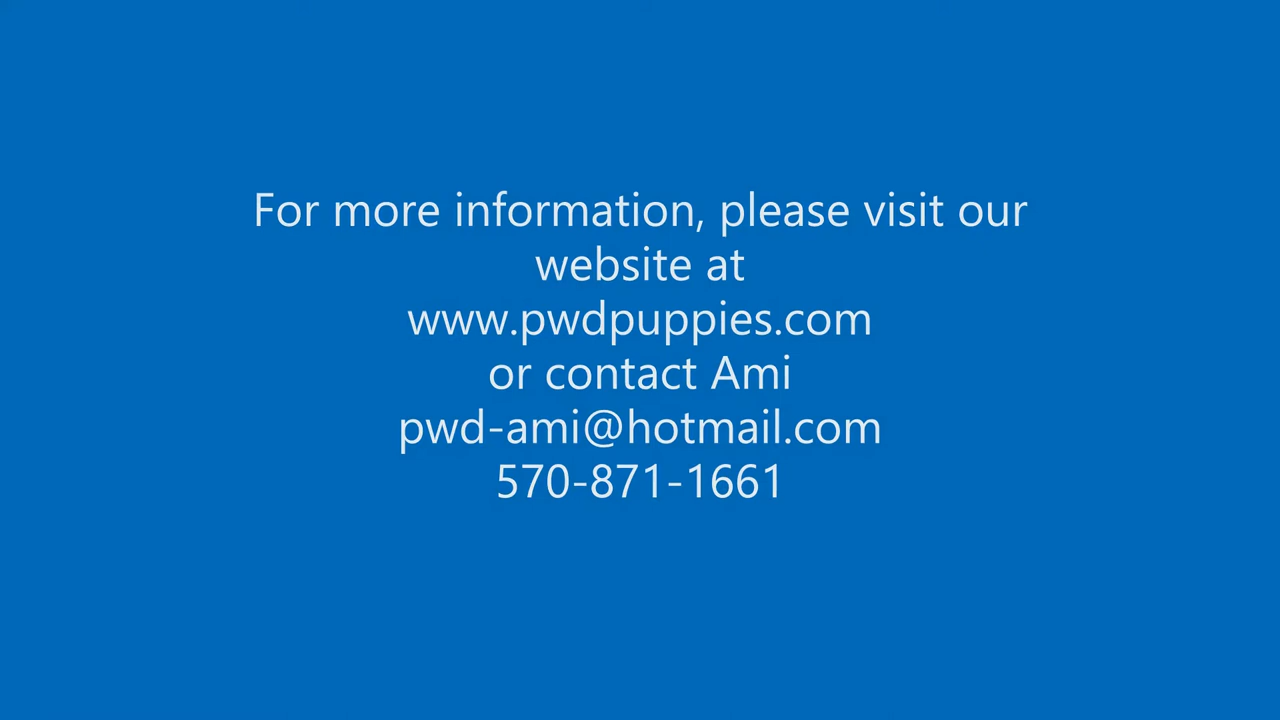 For more information, please visit our
website at
www.pwdpuppies.com
or contact Ami
pwd-ami@hotmail.com
570-871-1661